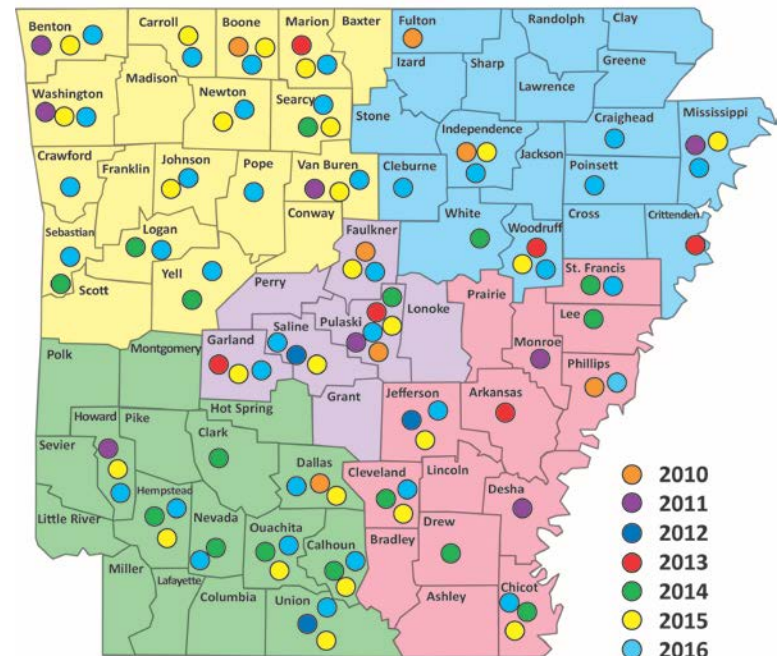 Benton
Carroll
Boone
Marion
Baxter
Fulton
Randolph
Clay
Izard
Sharp
Greene
Lawrence
Washington
Madison
Newton
Searcy
Stone
Independence
Craighead
Mississippi
Crawford
Franklin
Johnson
Pope
Van Buren
Cleburne
Jackson
Poinsett
Conway
Sebastian
Logan
White
Woodruff
Cross
Crittenden
Faulkner
Yell
Scott
Perry
St. Francis
Prairie
Lee
Pulaski
Lonoke
Saline
Garland
Monroe
Phillips
Polk
Montgomery
Grant
Jefferson
Arkansas
Hot Spring
Howard
Pike
Clark
Sevier
Dallas
Cleveland
Lincoln
Desha
Hempstead
Nevada
Ouachita
Calhoun
Little River
Bradley
Drew
Miller
Lafayette
Columbia
Union
Ashley
Chicot
2010
2011
2012
2013
2014
2015
2016